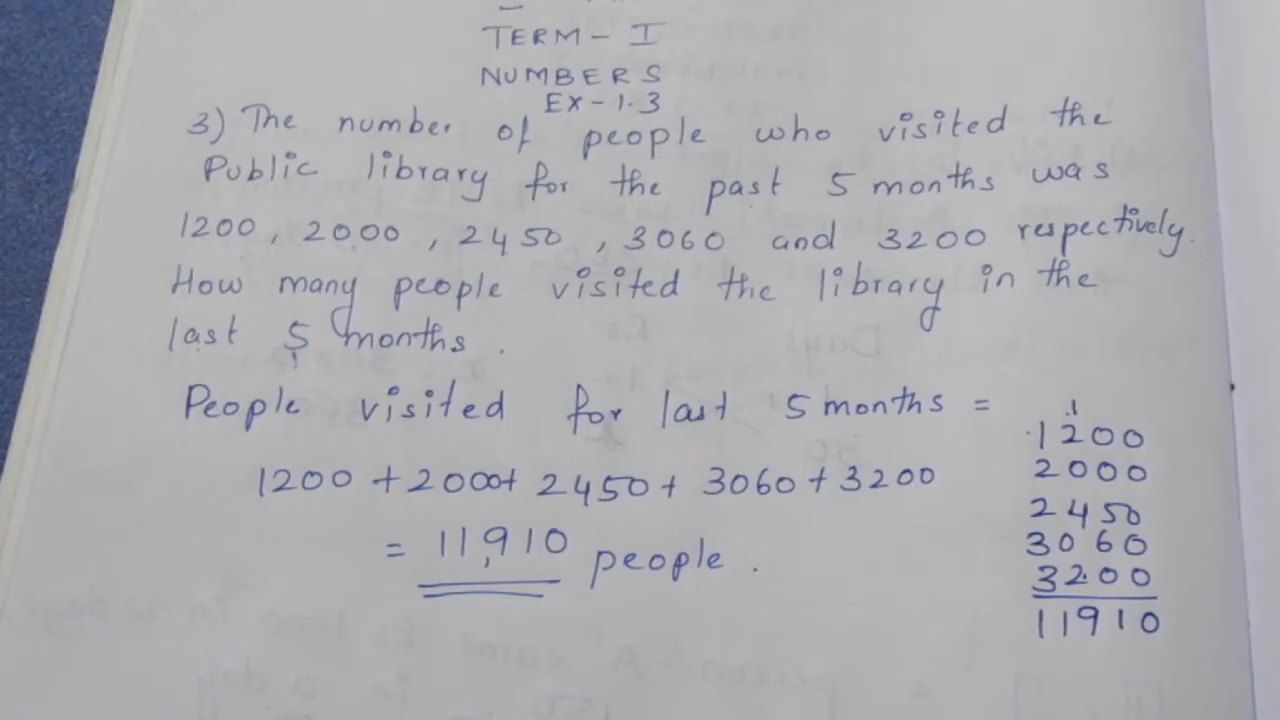 TERM - I
NUMBERS
EX - 1.3
3) The number of people who visited the
Public library for the past 5 months was
1200, 2000, 2450, 3060 and 3200 respectively.
How many people visited the library in the
last 5 months.
People visited for last 5 months =
1200 + 2000 + 2450 + 3060 + 3200
= 11,910 people.
1
1200
2000
2450
3060
3200
11910